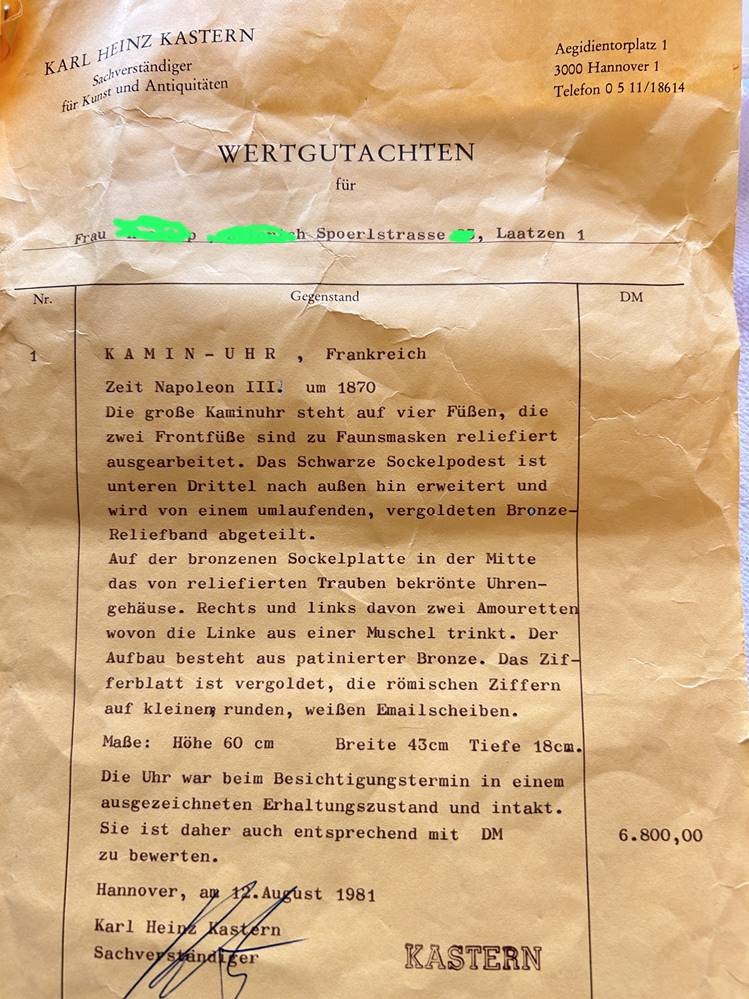 KARL HEINZ KASTERN
Sachverständiger
für Kunst und Antiquitäten
Aegidientorplatz 1
3000 Hannover 1
Telefon 0 5 11/18614
WERTGUTACHTEN
für
Frau Spoerlstrasse , Laatzen 1
Nr. Gegenstand DM
1 KAMIN-UHR , Frankreich
Zeit Napoleon III. um 1870
Die große Kaminuhr steht auf vier Füßen, die
zwei Frontfüße sind zu Faunsmasken reliefiert
ausgearbeitet. Das Schwarze Sockelpodest ist
unteren Drittel nach außen hin erweitert und
wird von einem umlaufenden, vergoldeten Bronze-
Reliefband abgeteilt.
Auf der bronzenen Sockelplatte in der Mitte
das von reliefierten Trauben bekrönte Uhren-
gehäuse. Rechts und links davon zwei Amouretten
wovon die Linke aus einer Muschel trinkt. Der
Aufbau besteht aus patinierter Bronze. Das Zif-
ferblatt ist vergoldet, die römischen Ziffern
auf kleinen, runden, weißen Emailscheiben.
Maße: Höhe 60 cm Breite 43cm Tiefe 18cm.
Die Uhr war beim Besichtigungstermin in einem
ausgezeichneten Erhaltungszustand und intakt.
Sie ist daher auch entsprechend mit DM 6.800,00
zu bewerten.
Hannover, am 12.August 1981
Karl Heinz Kastern
Sachverständiger
KASTERN